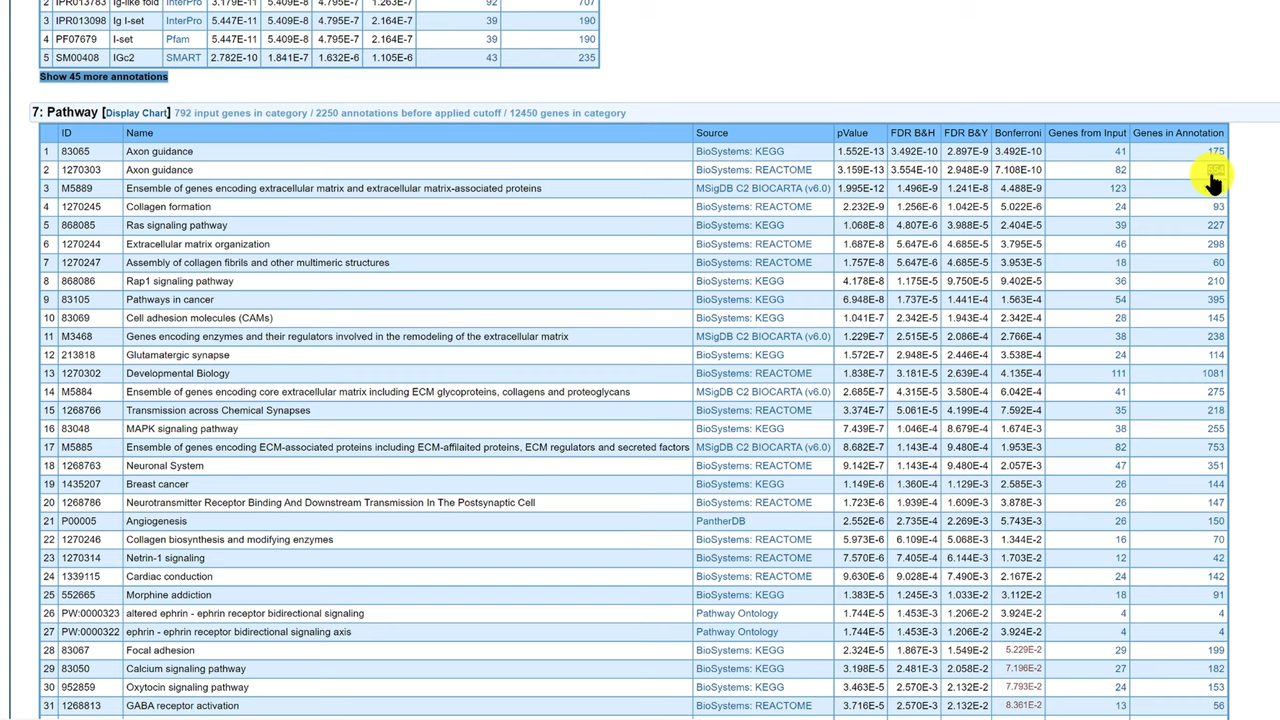 2 IPR013783 Ig-like fold InterPro 3.179E-11 5.409E-8 4.795E-7 1.263E-7 92 707
3 IPR013098 Ig I-set InterPro 5.447E-11 5.409E-8 4.795E-7 2.164E-7 39 190
4 PF07679 I-set Pfam 5.447E-11 5.409E-8 4.795E-7 2.164E-7 39 190
5 SM00408 IGc2 SMART 2.782E-10 1.841E-7 1.632E-6 1.105E-6 43 235
Show 45 more annotations
7: Pathway [Display Chart] 792 input genes in category / 2250 annotations before applied cutoff / 12450 genes in category
ID Name Source pValue FDR B&H FDR B&Y Bonferroni Genes from Input Genes in Annotation
1 83065 Axon guidance BioSystems: KEGG 1.552E-13 3.492E-10 2.897E-9 3.492E-10 41 175
2 1270303 Axon guidance BioSystems: REACTOME 3.159E-13 3.554E-10 2.948E-9 7.108E-10 82
3 M5889 Ensemble of genes encoding extracellular matrix and extracellular matrix-associated proteins MSigDB C2 BIOCARTA (v6.0) 1.995E-12 1.496E-9 1.241E-8 4.488E-9 123
4 1270245 Collagen formation BioSystems: REACTOME 2.232E-9 1.256E-6 1.042E-5 5.022E-6 24 93
5 868085 Ras signaling pathway BioSystems: KEGG 1.068E-8 4.807E-6 3.988E-5 2.404E-5 39 227
6 1270244 Extracellular matrix organization BioSystems: REACTOME 1.687E-8 5.647E-6 4.685E-5 3.795E-5 46 298
7 1270247 Assembly of collagen fibrils and other multimeric structures BioSystems: REACTOME 1.757E-8 5.647E-6 4.685E-5 3.953E-5 18 60
8 868086 Rap1 signaling pathway BioSystems: KEGG 4.178E-8 1.175E-5 9.750E-5 9.402E-5 36 210
9 83105 Pathways in cancer BioSystems: KEGG 6.948E-8 1.737E-5 1.441E-4 1.563E-4 54 395
10 83069 Cell adhesion molecules (CAMs) BioSystems: KEGG 1.041E-7 2.342E-5 1.943E-4 2.342E-4 28 145
11 M3468 Genes encoding enzymes and their regulators involved in the remodeling of the extracellular matrix MSigDB C2 BIOCARTA (v6.0) 1.229E-7 2.515E-5 2.086E-4 2.766E-4 38 238
12 213818 Glutamatergic synapse BioSystems: KEGG 1.572E-7 2.948E-5 2.446E-4 3.538E-4 24 114
13 1270302 Developmental Biology BioSystems: REACTOME 1.838E-7 3.181E-5 2.639E-4 4.135E-4 111 1081
14 M5884 Ensemble of genes encoding core extracellular matrix including ECM glycoproteins, collagens and proteoglycans MSigDB C2 BIOCARTA (v6.0) 2.685E-7 4.315E-5 3.580E-4 6.042E-4 41 275
15 1268766 Transmission across Chemical Synapses BioSystems: REACTOME 3.374E-7 5.061E-5 4.199E-4 7.592E-4 35 218
16 83048 MAPK signaling pathway BioSystems: KEGG 7.439E-7 1.046E-4 8.679E-4 1.674E-3 38 255
17 M5885 Ensemble of genes encoding ECM-associated proteins including ECM-affilaited proteins, ECM regulators and secreted factors MSigDB C2 BIOCARTA (v6.0) 8.682E-7 1.143E-4 9.480E-4 1.953E-3 82 753
18 1268763 Neuronal System BioSystems: REACTOME 9.142E-7 1.143E-4 9.480E-4 2.057E-3 47 351
19 1435207 Breast cancer BioSystems: KEGG 1.149E-6 1.360E-4 1.129E-3 2.585E-3 26 144
20 1268786 Neurotransmitter Receptor Binding And Downstream Transmission In The Postsynaptic Cell BioSystems: REACTOME 1.723E-6 1.939E-4 1.609E-3 3.878E-3 26 147
21 P00005 Angiogenesis PantherDB 2.552E-6 2.735E-4 2.269E-3 5.743E-3 26 150
22 1270246 Collagen biosynthesis and modifying enzymes BioSystems: REACTOME 5.973E-6 6.109E-4 5.068E-3 1.344E-2 16 70
23 1270314 Netrin-1 signaling BioSystems: REACTOME 7.570E-6 7.405E-4 6.144E-3 1.703E-2 12 42
24 1339115 Cardiac conduction BioSystems: REACTOME 9.630E-6 9.028E-4 7.490E-3 2.167E-2 24 142
25 552665 Morphine addiction BioSystems: KEGG 1.383E-5 1.245E-3 1.033E-2 3.112E-2 18 91
26 PW:0000323 altered ephrin - ephrin receptor bidirectional signaling Pathway Ontology 1.744E-5 1.453E-3 1.206E-2 3.924E-2 4 4
27 PW:0000322 ephrin - ephrin receptor bidirectional signaling axis Pathway Ontology 1.744E-5 1.453E-3 1.206E-2 3.924E-2 4 4
28 83067 Focal adhesion BioSystems: KEGG 2.324E-5 1.867E-3 1.549E-2 5.229E-2 29 199
29 83050 Calcium signaling pathway BioSystems: KEGG 3.198E-5 2.481E-3 2.058E-2 7.196E-2 27 182
30 952859 Oxytocin signaling pathway BioSystems: KEGG 3.463E-5 2.570E-3 2.132E-2 7.793E-2 24 153
31 1268813 GABA receptor activation BioSystems: REACTOME 3.716E-5 2.570E-3 2.132E-2 8.361E-2 13 56